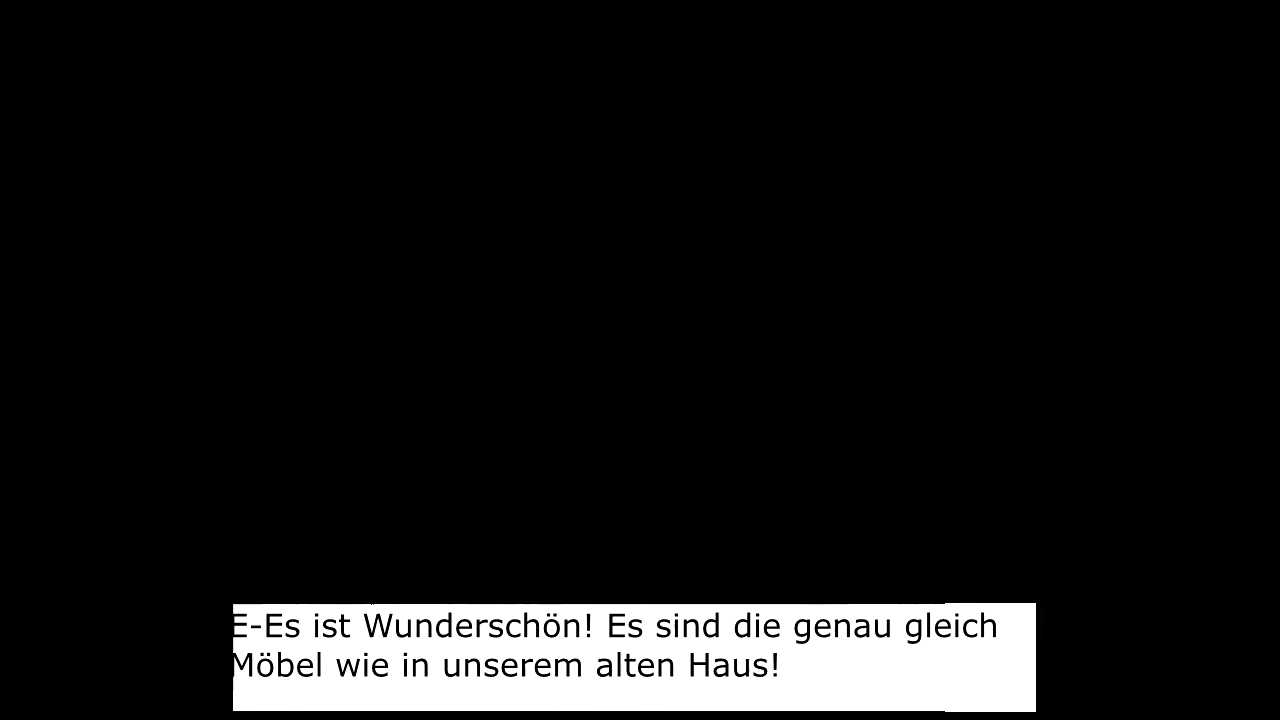 E-Es ist Wunderschön! Es sind die genau gleich
Möbel wie in unserem alten Haus!